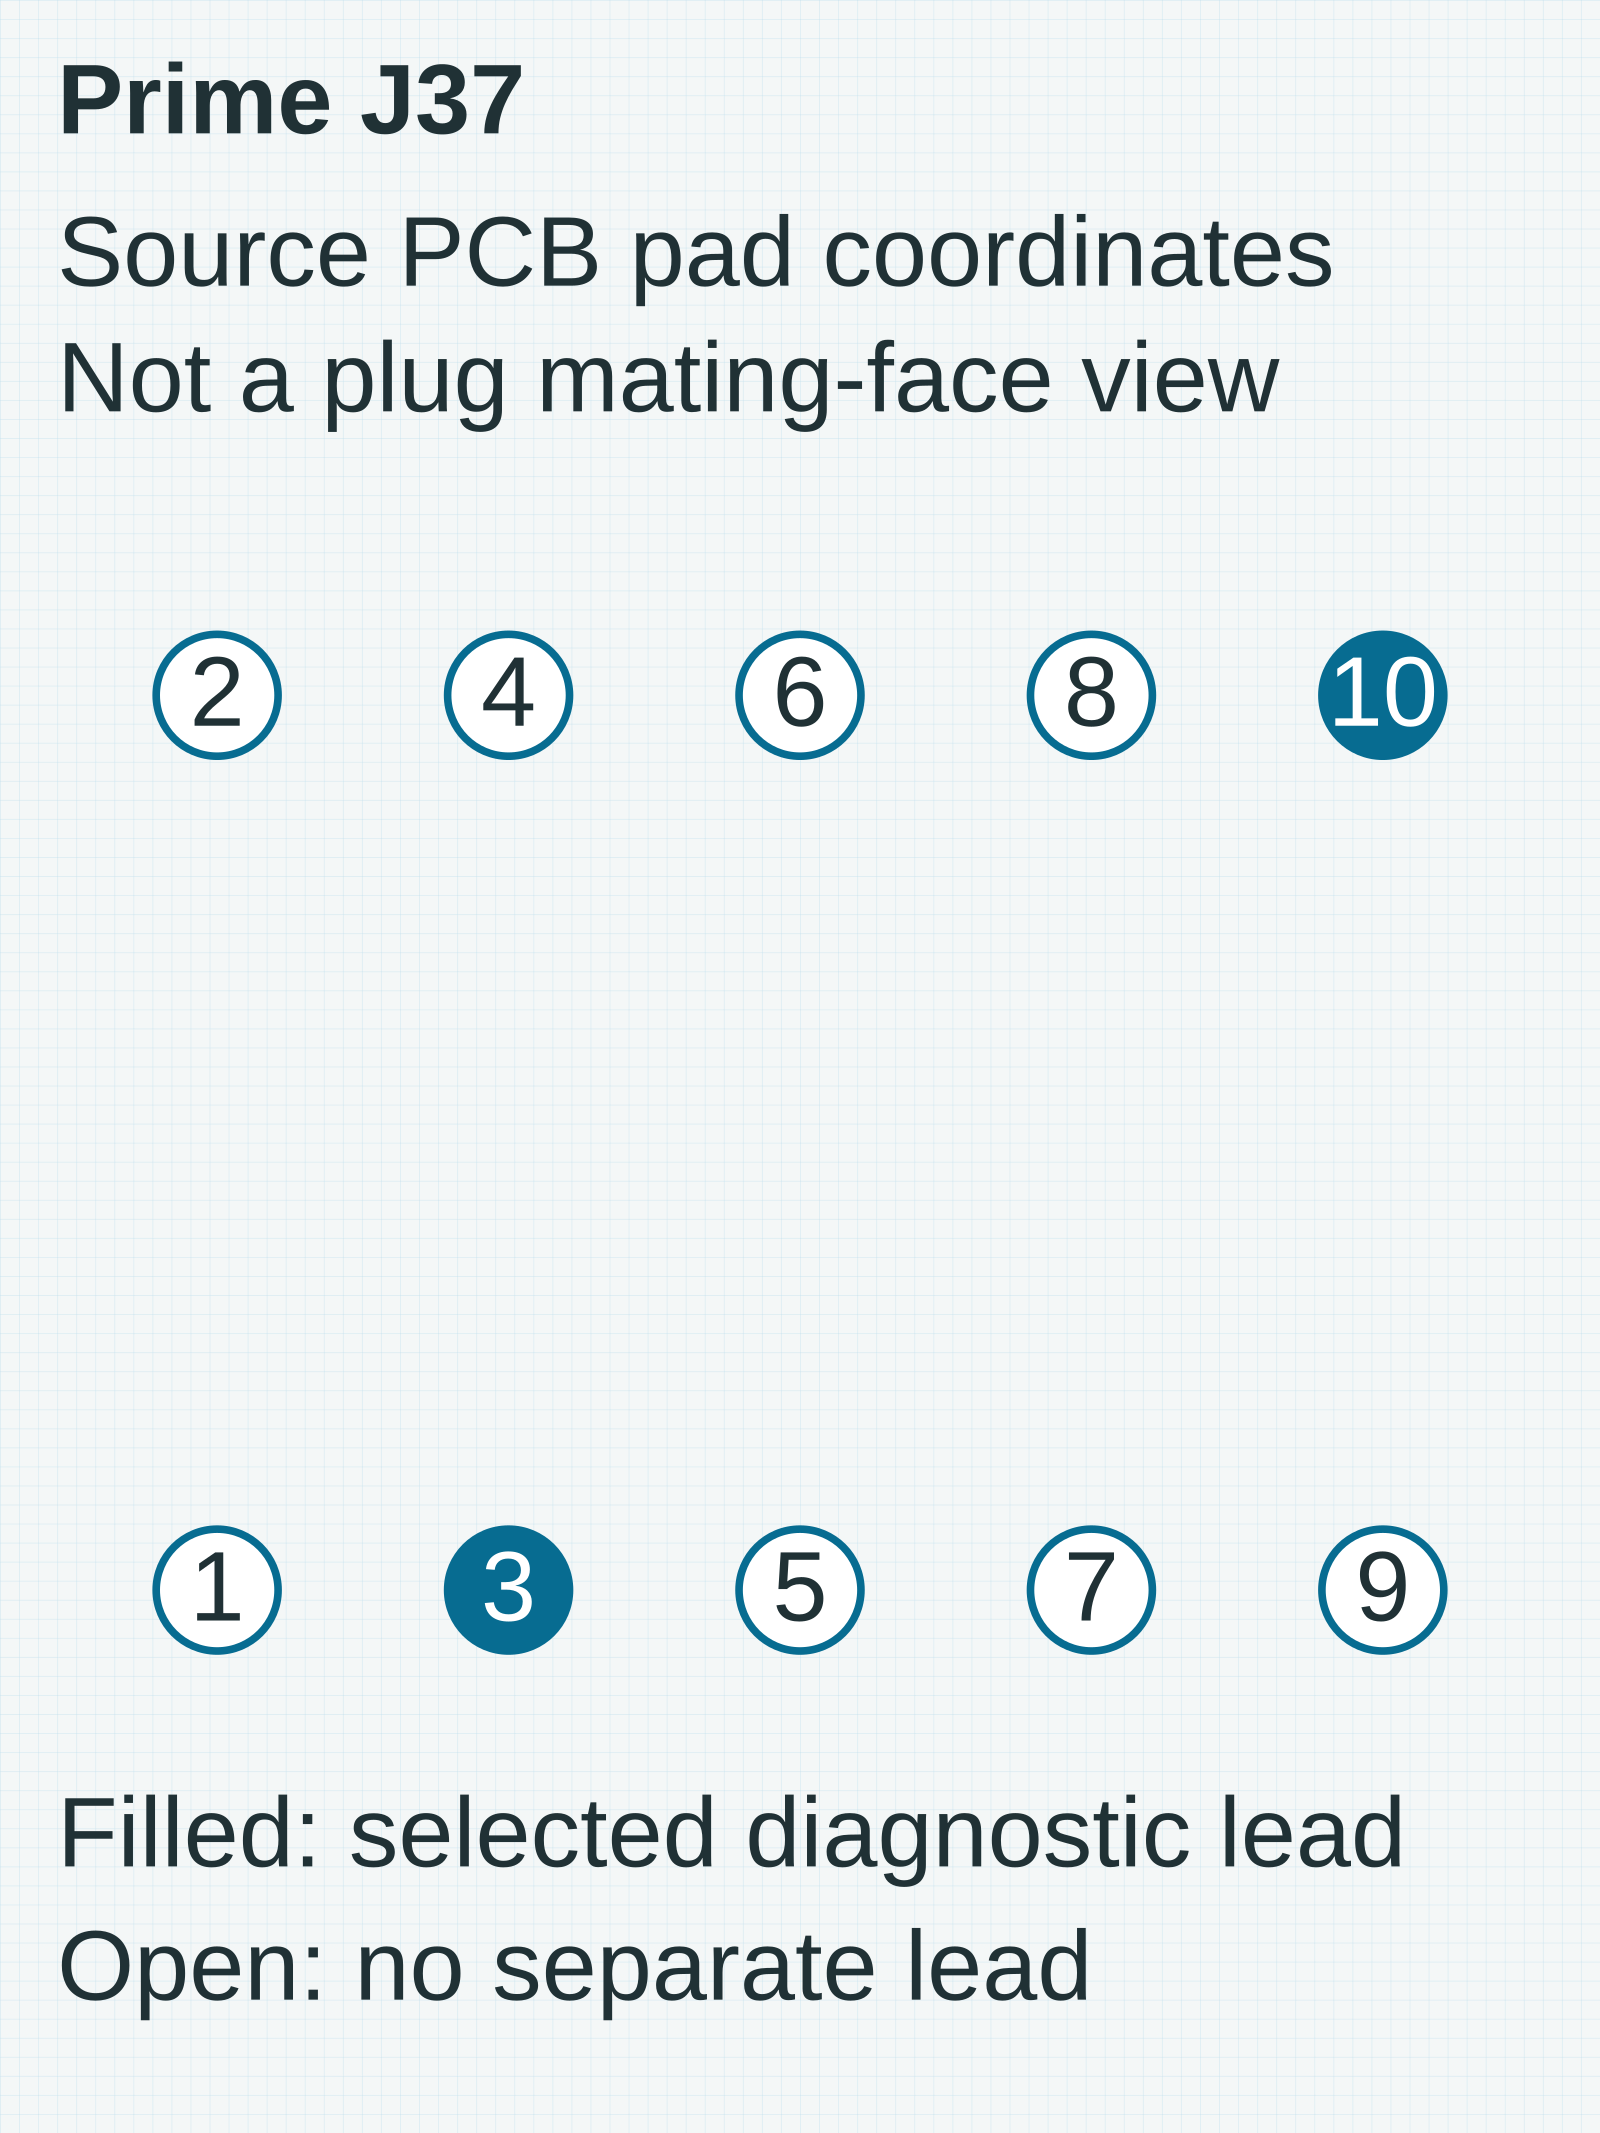 Prime J37
Source PCB pad coordinates
Not a plug mating-face view
2 4 6 8 10
1 3 5 7 9
Filled: selected diagnostic lead
Open: no separate lead